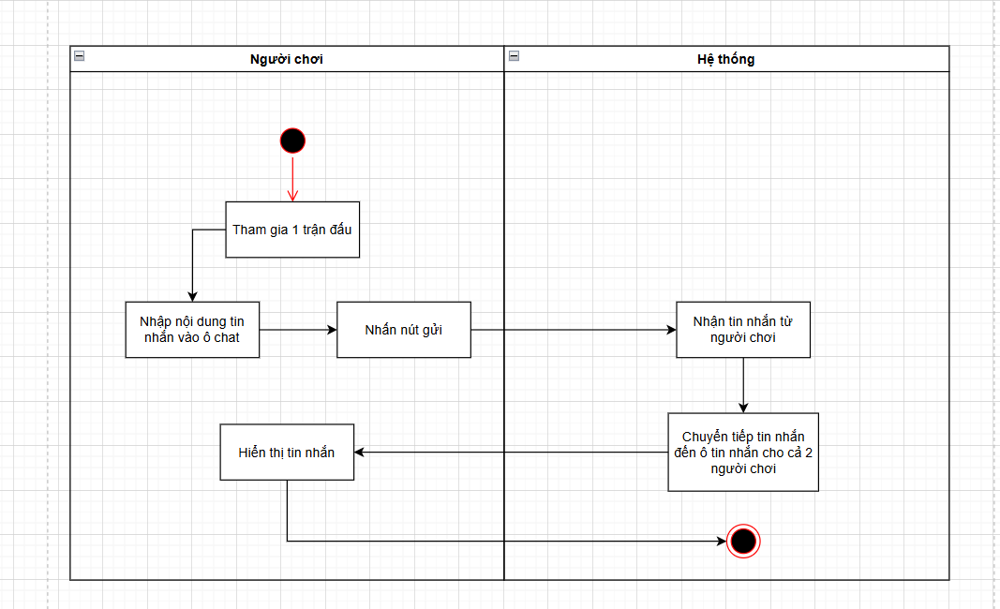 Người chơi
Hệ thống
Tham gia 1 trận đấu
Nhập nội dung tin
nhắn vào ô chat
Nhấn nút gửi
Nhận tin nhắn từ
người chơi
Hiển thị tin nhắn
Chuyển tiếp tin nhắn
đến ô tin nhắn cho cả 2
người chơi